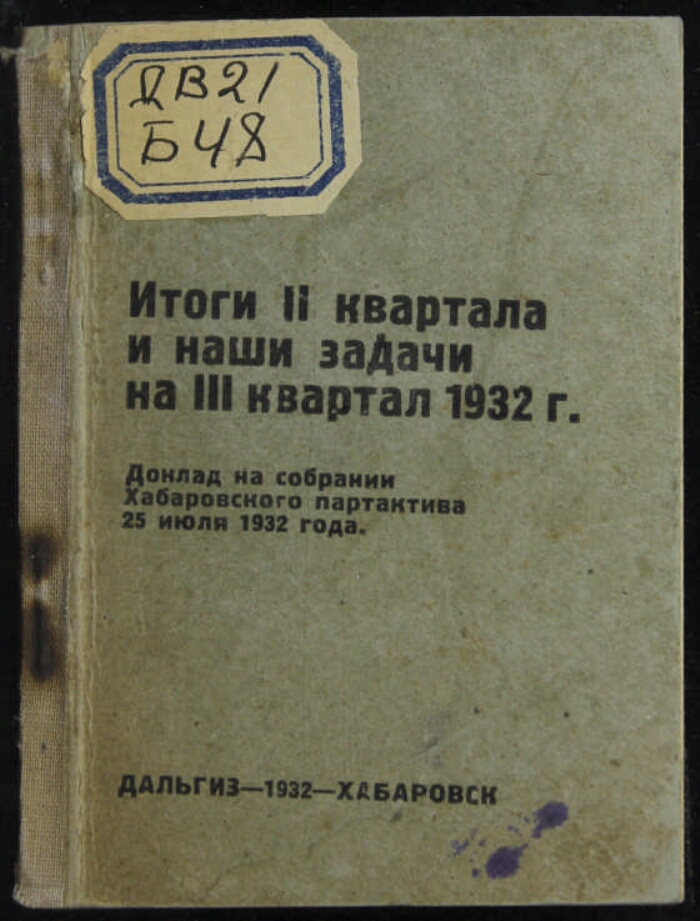 ДВ21
Б48
Итоги II квартала
и наши задачи
на III квартал 1932 г.
Доклад на собрании
Хабаровского партактива
25 июля 1932 года.
ДАЛЬГИЗ—1932—ХАБАРОВСК